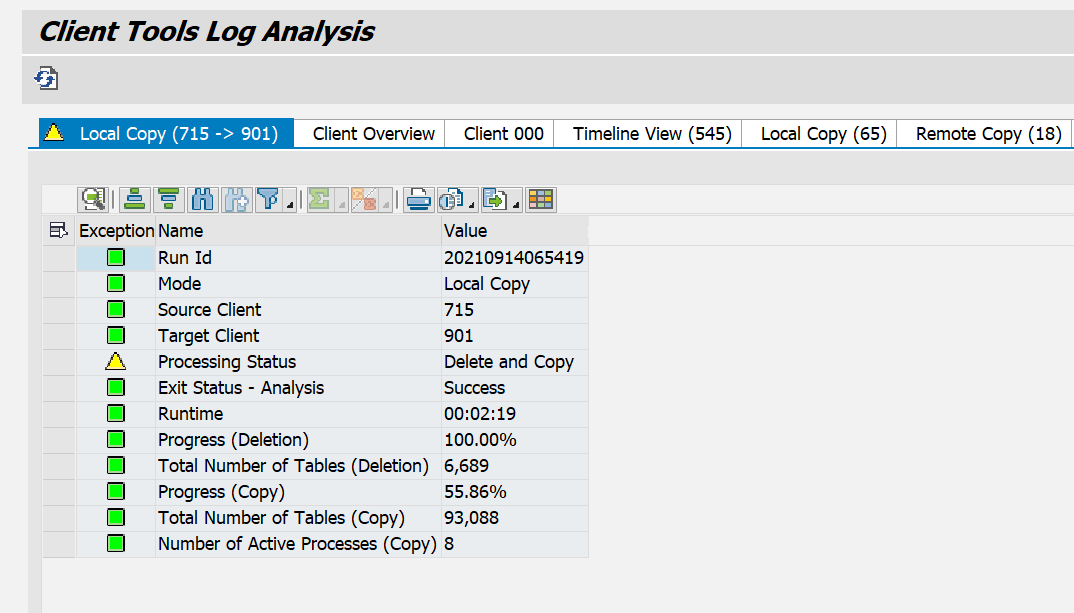 Client Tools Log Analysis
Local Copy (715 -> 901) Client Overview Client 000 Timeline View (545) Local Copy (65) Remote Copy (18)
Exception Name Value
Run Id 20210914065419
Mode Local Copy
Source Client 715
Target Client 901
Processing Status Delete and Copy
Exit Status - Analysis Success
Runtime 00:02:19
Progress (Deletion) 100.00%
Total Number of Tables (Deletion) 6,689
Progress (Copy) 55.86%
Total Number of Tables (Copy) 93,088
Number of Active Processes (Copy) 8